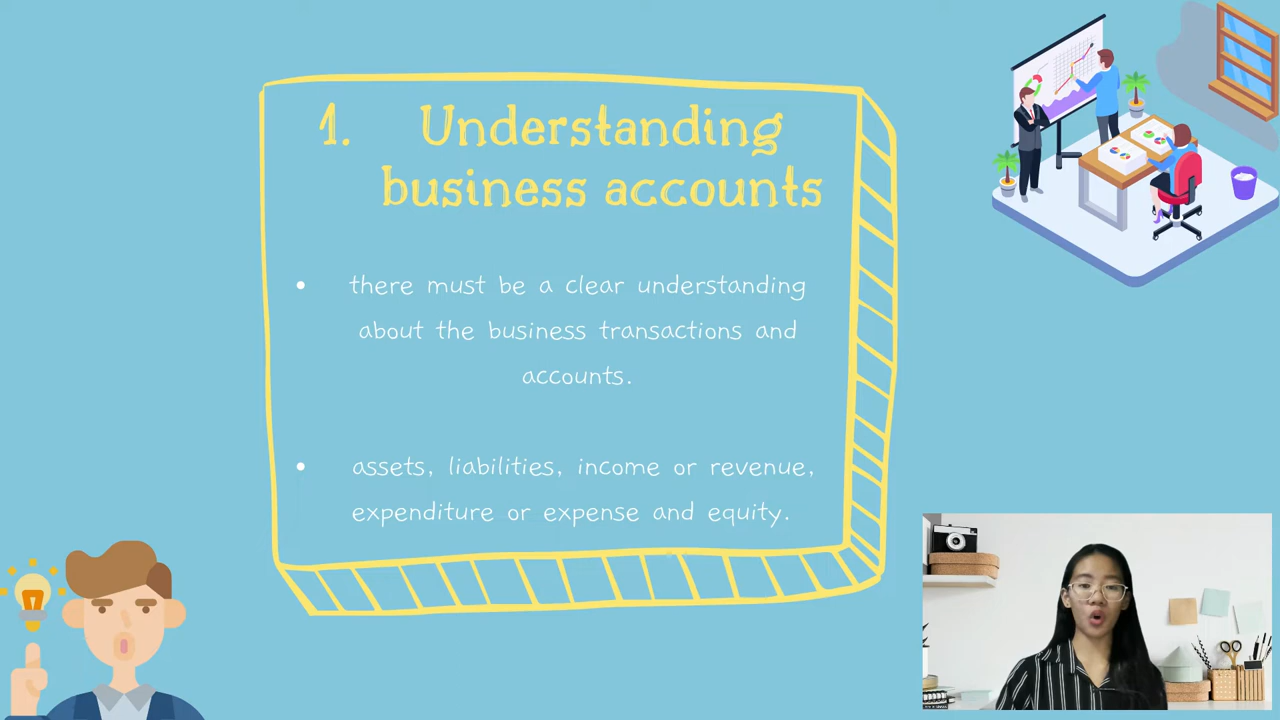 1. Understanding
business accounts
• there must be a clear understanding
about the business transactions and
accounts.
• assets, liabilities, income or revenue,
expenditure or expense and equity.